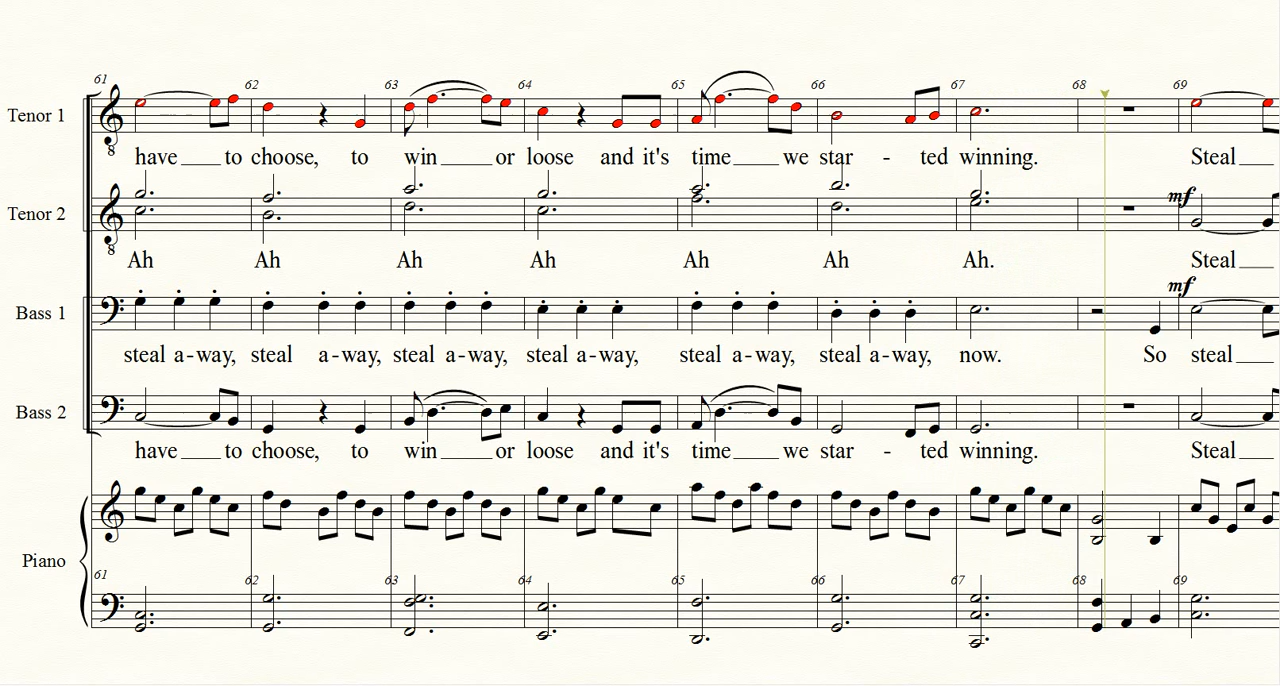 61 62 63 64 65 66 67 68 69
Tenor 1
8
have to choose, to win or loose and it's time we star - ted winning. Steal
Tenor 2
8
mf
Ah Ah Ah Ah Ah Ah Ah. Steal
mf
Bass 1
steal a-way, steal a-way, steal a-way, steal a-way, steal a-way, steal a-way, now. So steal
Bass 2
have to choose, to win or loose and it's time we star - ted winning. Steal
Piano
61 62 63 64 65 66 67 68 69